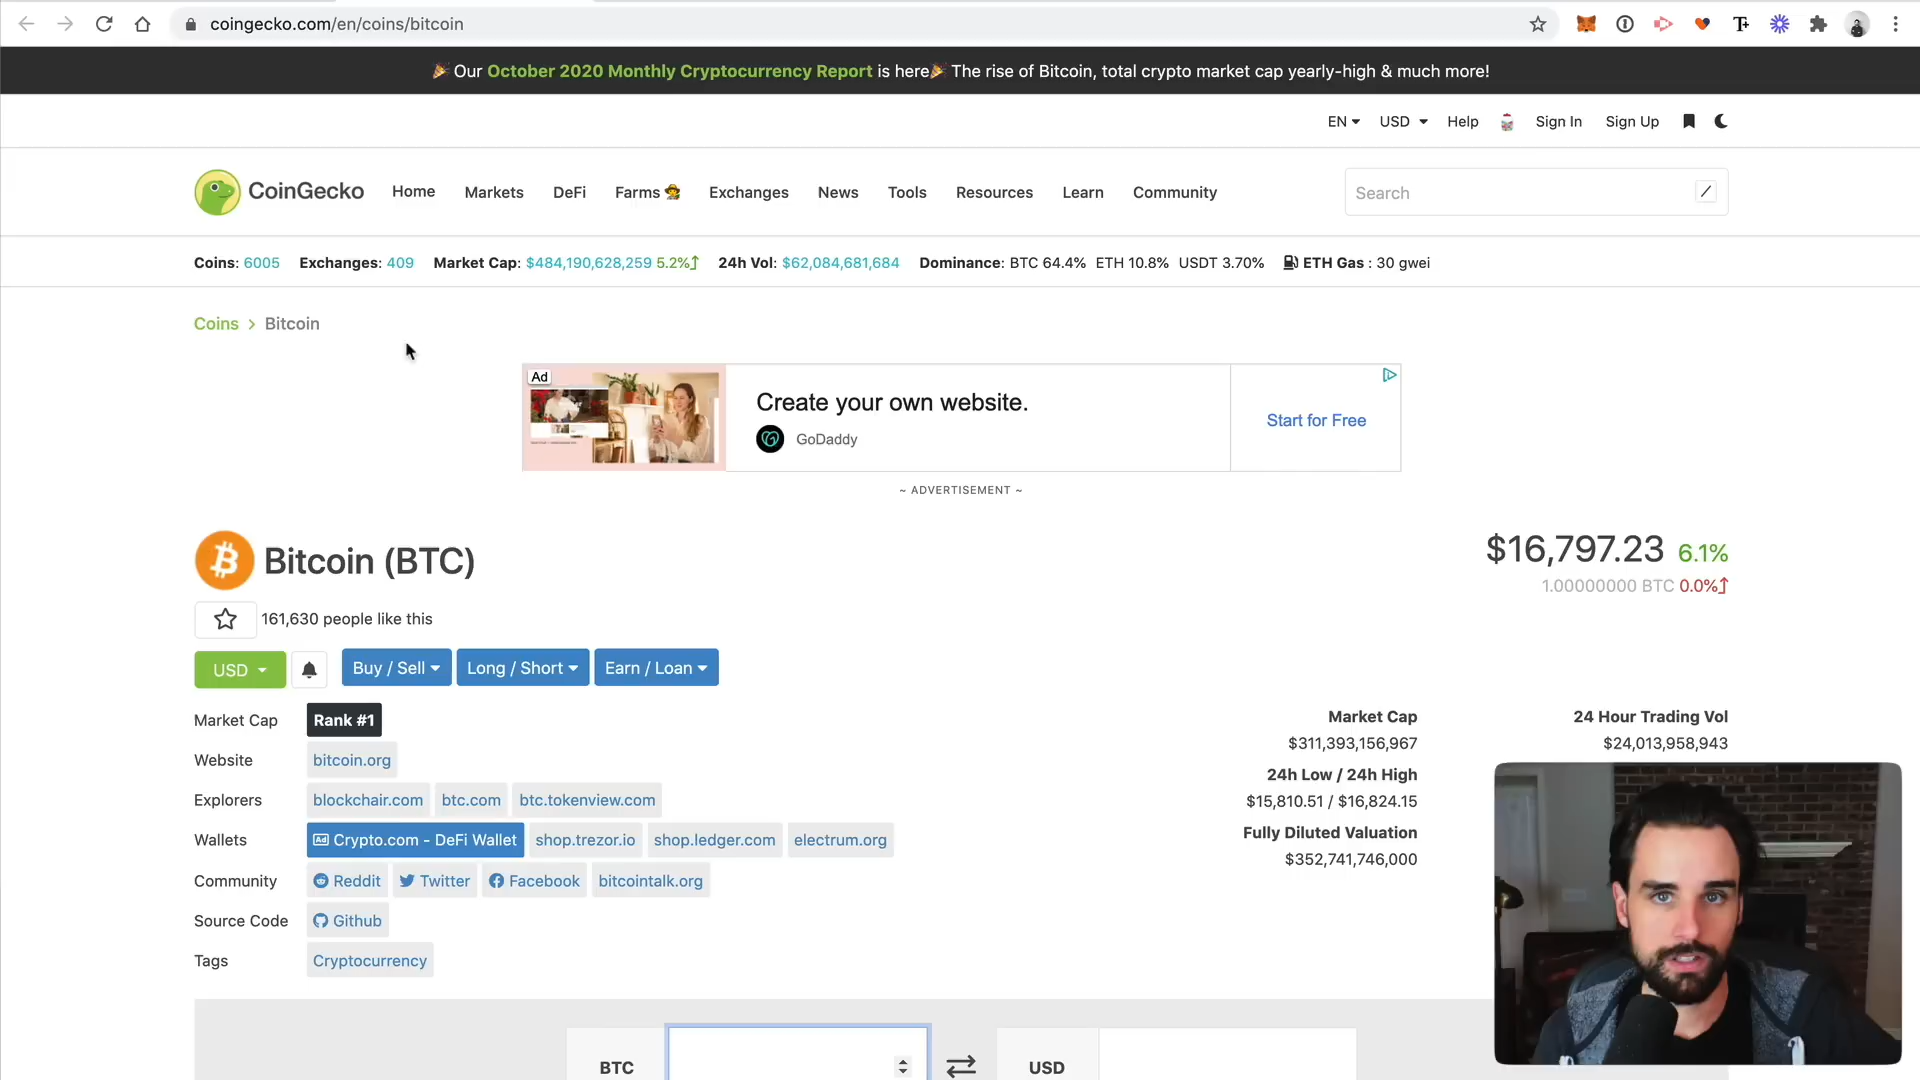 coingecko.com/en/coins/bitcoin
Our October 2020 Monthly Cryptocurrency Report is here The rise of Bitcoin, total crypto market cap yearly-high & much more!
EN USD Help Sign In Sign Up
CoinGecko Home Markets DeFi Farms Exchanges News Tools Resources Learn Community Search /
Coins: 6005 Exchanges: 409 Market Cap: $484,190,628,259 5.2% 24h Vol: $62,084,681,684 Dominance: BTC 64.4% ETH 10.8% USDT 3.70% ETH Gas : 30 gwei
Coins > Bitcoin
Ad
Create your own website.
GoDaddy
Start for Free
~ ADVERTISEMENT ~
Bitcoin (BTC)
$16,797.23 6.1%
1.00000000 BTC 0.0%
161,630 people like this
USD Buy / Sell Long / Short Earn / Loan
Market Cap Rank #1
Website bitcoin.org
Explorers blockchair.com btc.com btc.tokenview.com
Wallets Ad Crypto.com - DeFi Wallet shop.trezor.io shop.ledger.com electrum.org
Community Reddit Twitter Facebook bitcointalk.org
Source Code Github
Tags Cryptocurrency
Market Cap
$311,393,156,967
24h Low / 24h High
$15,810.51 / $16,824.15
Fully Diluted Valuation
$352,741,746,000
24 Hour Trading Vol
$24,013,958,943
BTC USD